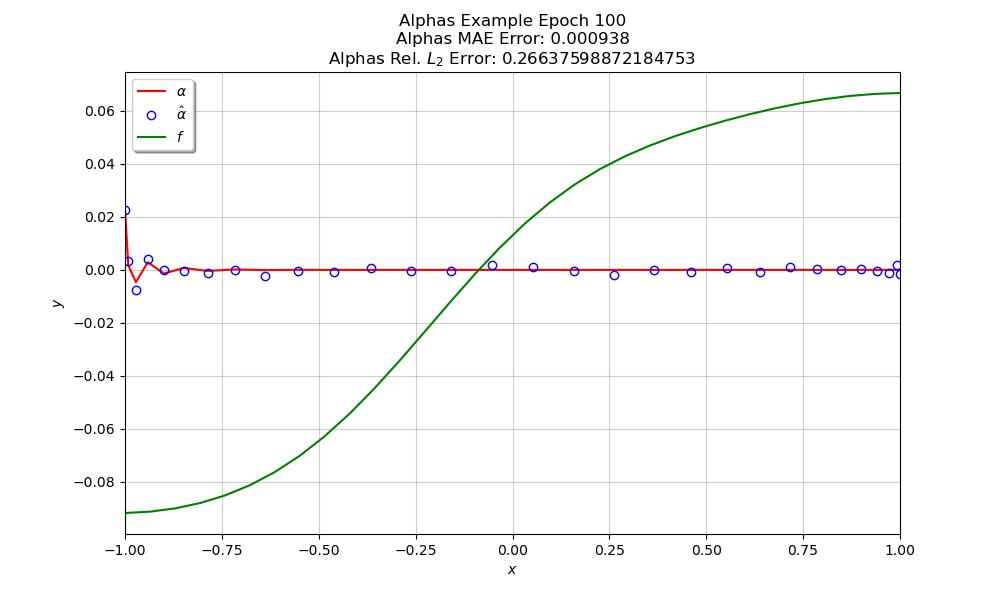 Alphas Example Epoch 100
Alphas MAE Error: 0.000938
Alphas Rel. L₂ Error: 0.26637598872184753
α
α̂
f
0.06
0.04
0.02
0.00
−0.02
−0.04
−0.06
−0.08
y
−1.00 −0.75 −0.50 −0.25 0.00 0.25 0.50 0.75 1.00
x